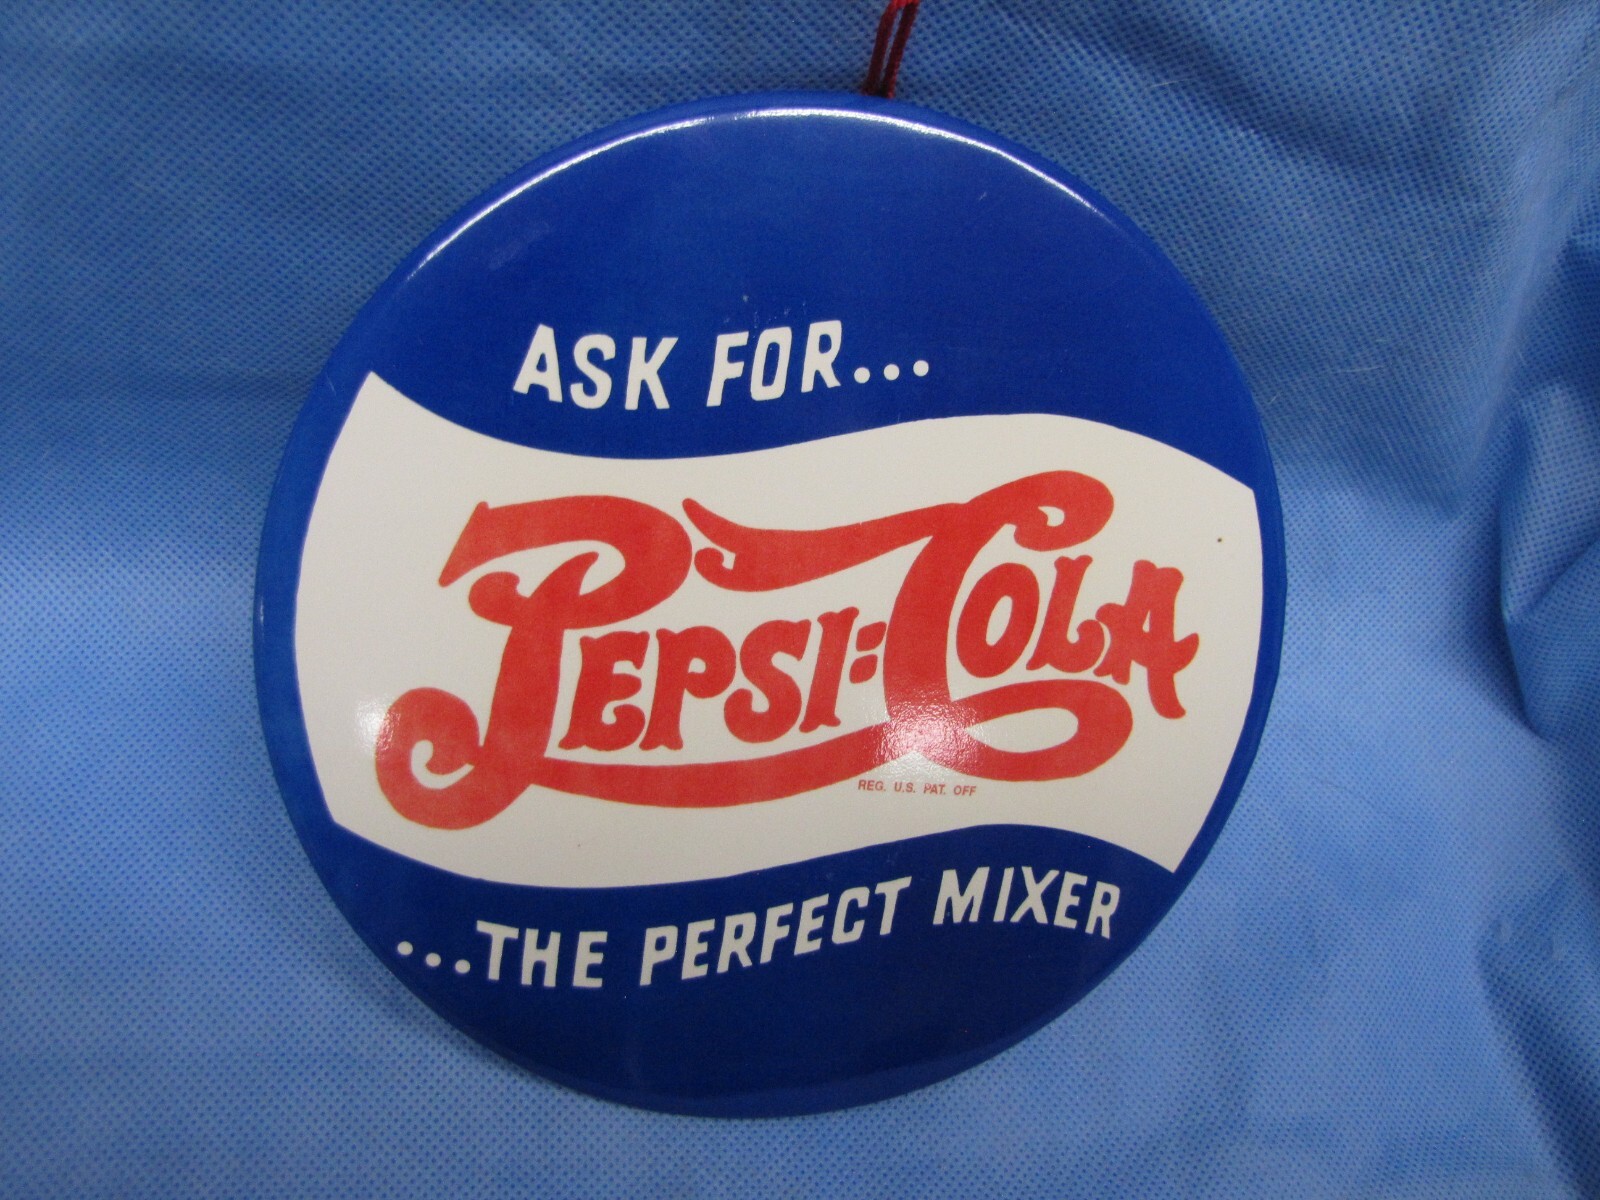 ASK FOR...
PEPSI=COLA
REG. U.S. PAT. OFF
...THE PERFECT MIXER